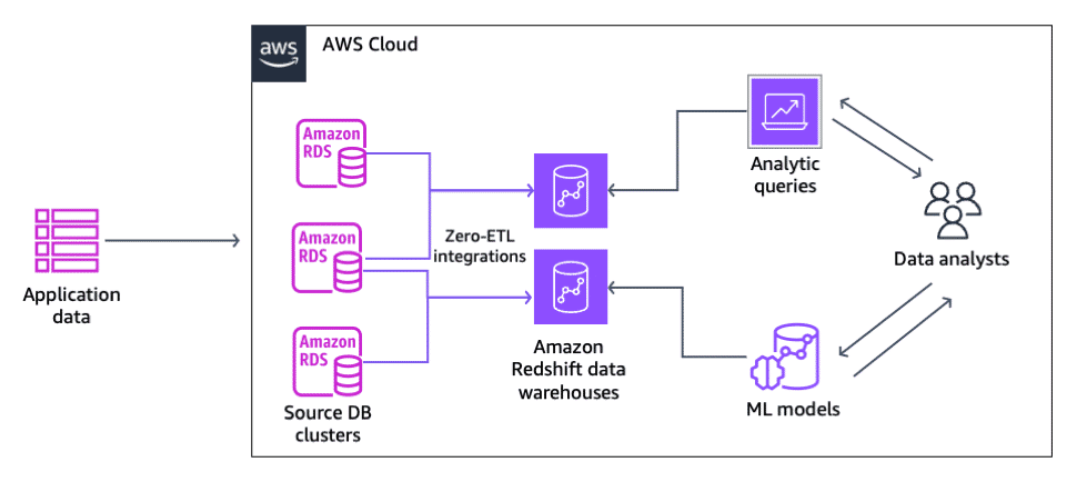 aws
AWS Cloud
Amazon
RDS
Amazon
RDS
Amazon
RDS
Source DB
clusters
Application
data
Zero-ETL
integrations
Amazon
Redshift data
warehouses
Analytic
queries
Data analysts
ML models